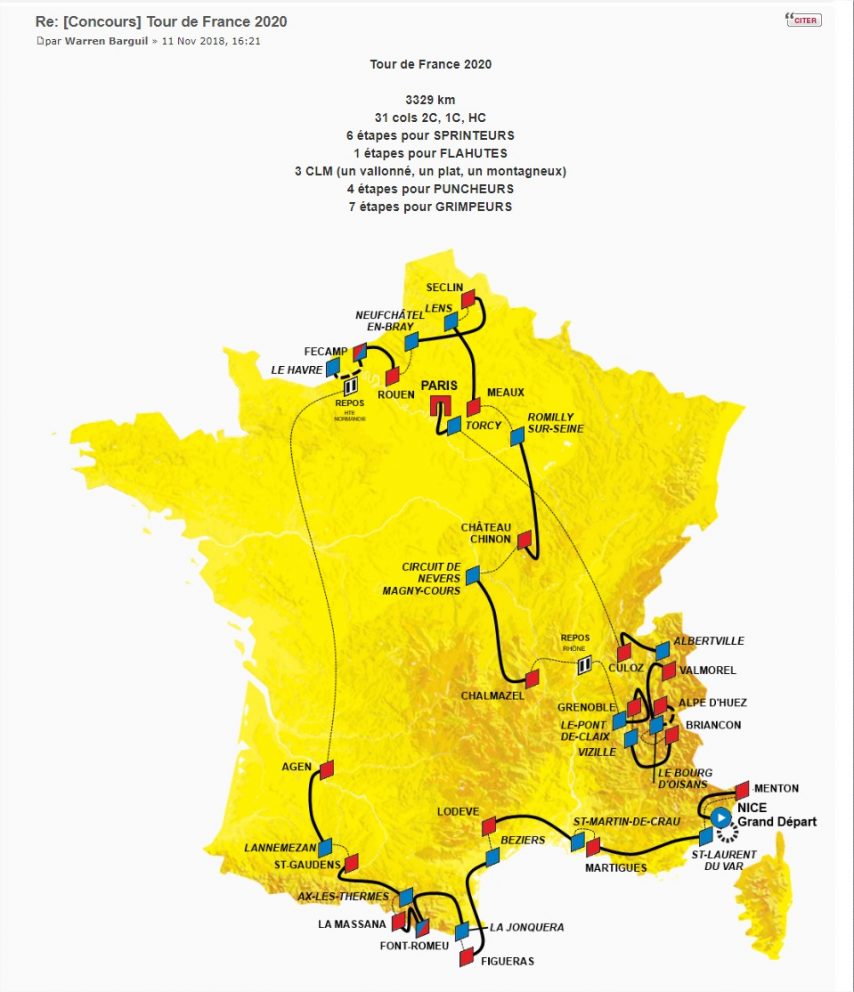 Re: [Concours] Tour de France 2020
CITER
par Warren Barguil » 11 Nov 2018, 16:21
Tour de France 2020
3329 km
31 cols 2C, 1C, HC
6 étapes pour SPRINTEURS
1 étapes pour FLAHUTES
3 CLM (un vallonné, un plat, un montagneux)
4 étapes pour PUNCHEURS
7 étapes pour GRIMPEURS
SECLIN
LENS
NEUFCHÂTEL
EN-BRAY
FECAMP
LE HAVRE
REPOS
HTE
NORMANDIE
ROUEN
PARIS
MEAUX
TORCY
ROMILLY
SUR-SEINE
CHÂTEAU
CHINON
CIRCUIT DE
NEVERS
MAGNY-COURS
REPOS
RHÔNE
CHALMAZEL
CULOZ
ALBERTVILLE
VALMOREL
GRENOBLE
ALPE D'HUEZ
LE-PONT
DE-CLAIX
BRIANCON
VIZILLE
LE BOURG
D'OISANS
AGEN
MENTON
NICE
Grand Départ
LODEVE
ST-MARTIN-DE-CRAU
BEZIERS
LANNEMEZAN
ST-GAUDENS
MARTIGUES
ST-LAURENT
DU VAR
AX-LES-THERMES
LA MASSANA
FONT-ROMEU
LA JONQUERA
FIGUERAS